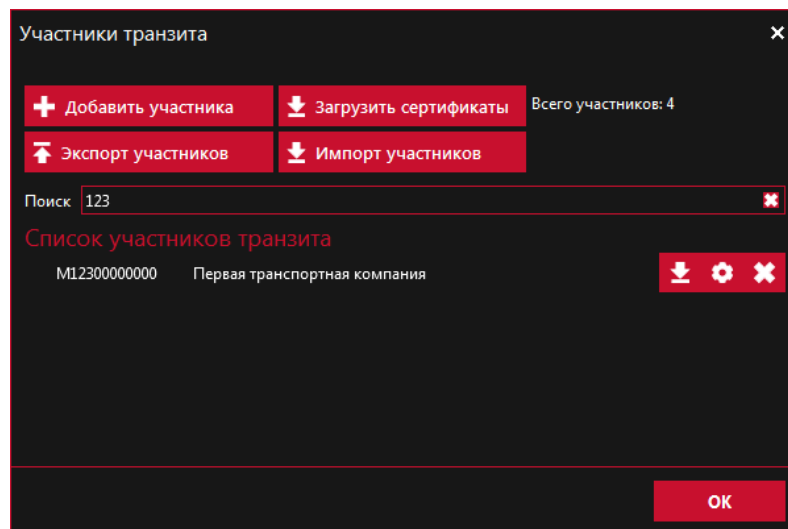 Участники транзита
Добавить участника
Загрузить сертификаты
Всего участников: 4
Экспорт участников
Импорт участников
Поиск 123
Список участников транзита
М12300000000 Первая транспортная компания
ОК